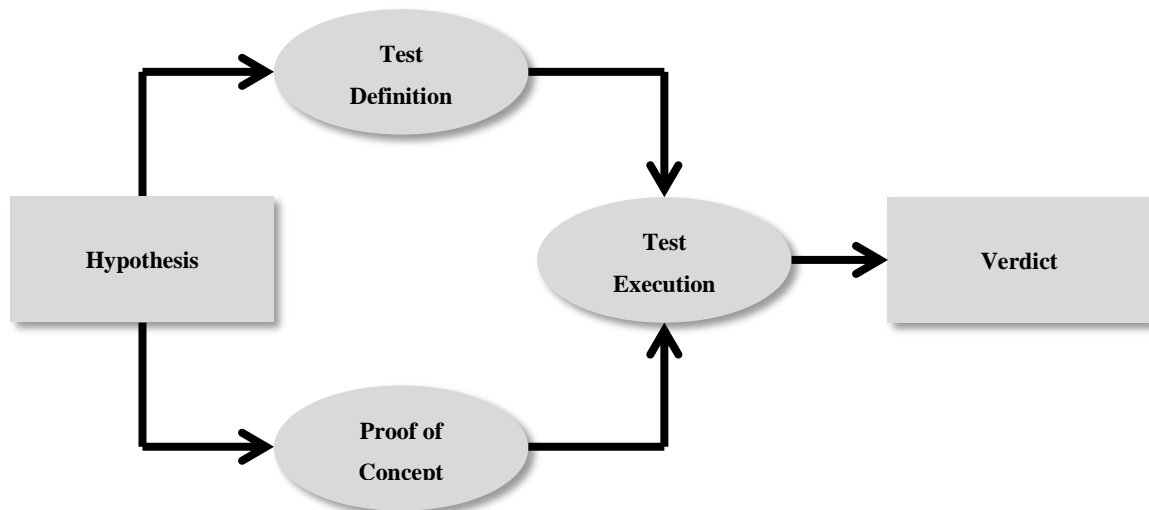 Test
Definition
Hypothesis
Test
Execution
Verdict
Proof of
Concept